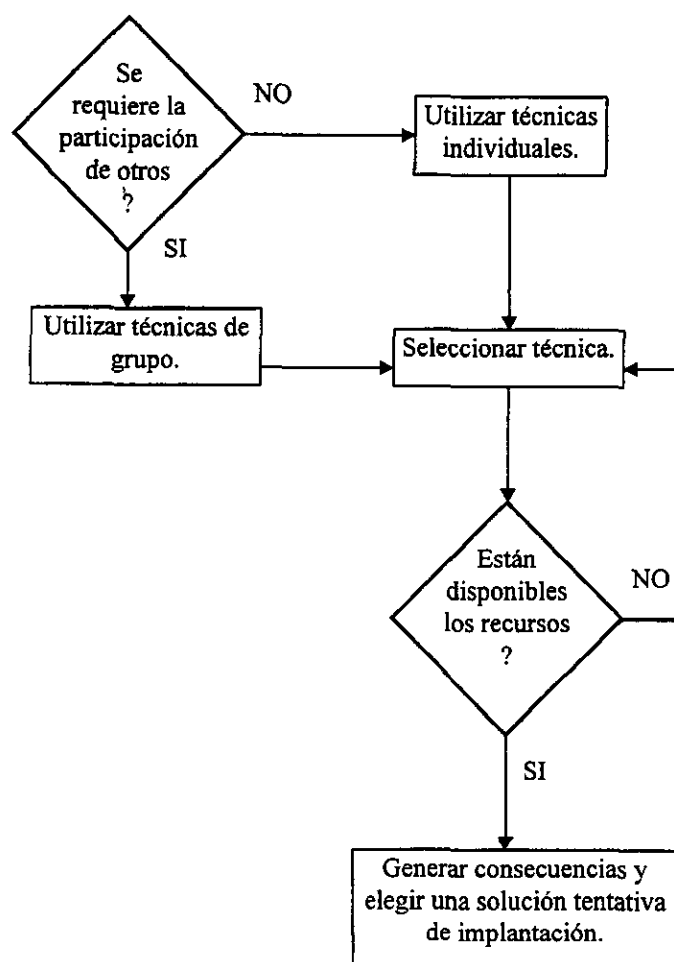 Se
requiere la
participación
de otros
?
NO
Utilizar técnicas
individuales.
SI
Utilizar técnicas de
grupo.
Seleccionar técnica.
Están
disponibles
los recursos
?
NO
SI
Generar consecuencias y
elegir una solución tentativa
de implantación.